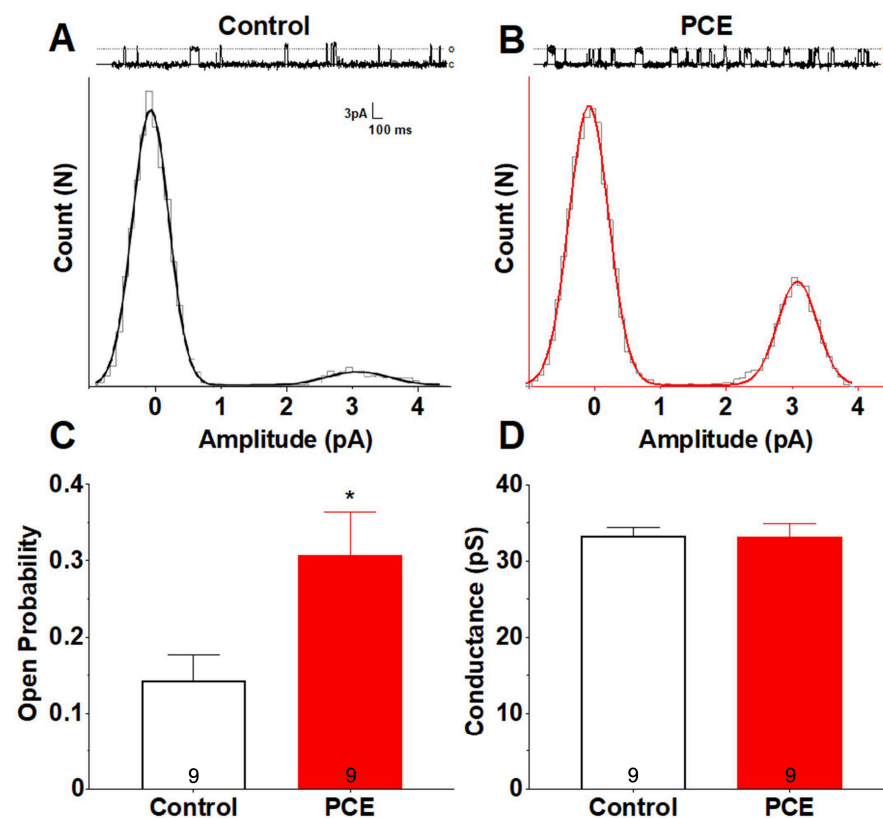 A Control
o
c
3pA
100 ms
Count (N)
0 1 2 3 4
Amplitude (pA)
B PCE
o
c
Count (N)
0 1 2 3 4
Amplitude (pA)
C
Open Probability
0.4
0.3
0.2
0.1
0
*
9 9
Control PCE
D
Conductance (pS)
40
30
20
10
0
9 9
Control PCE